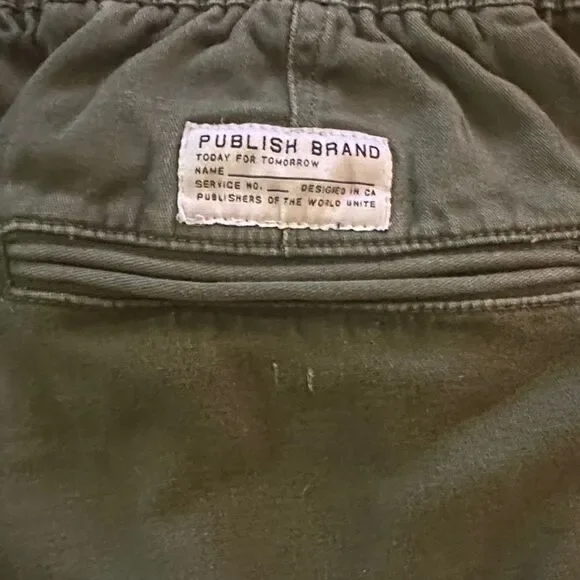 PUBLISH BRAND
TODAY FOR TOMORROW
NAME
SERVICE NO. DESIGNED IN CA
PUBLISHERS OF THE WORLD UNITE